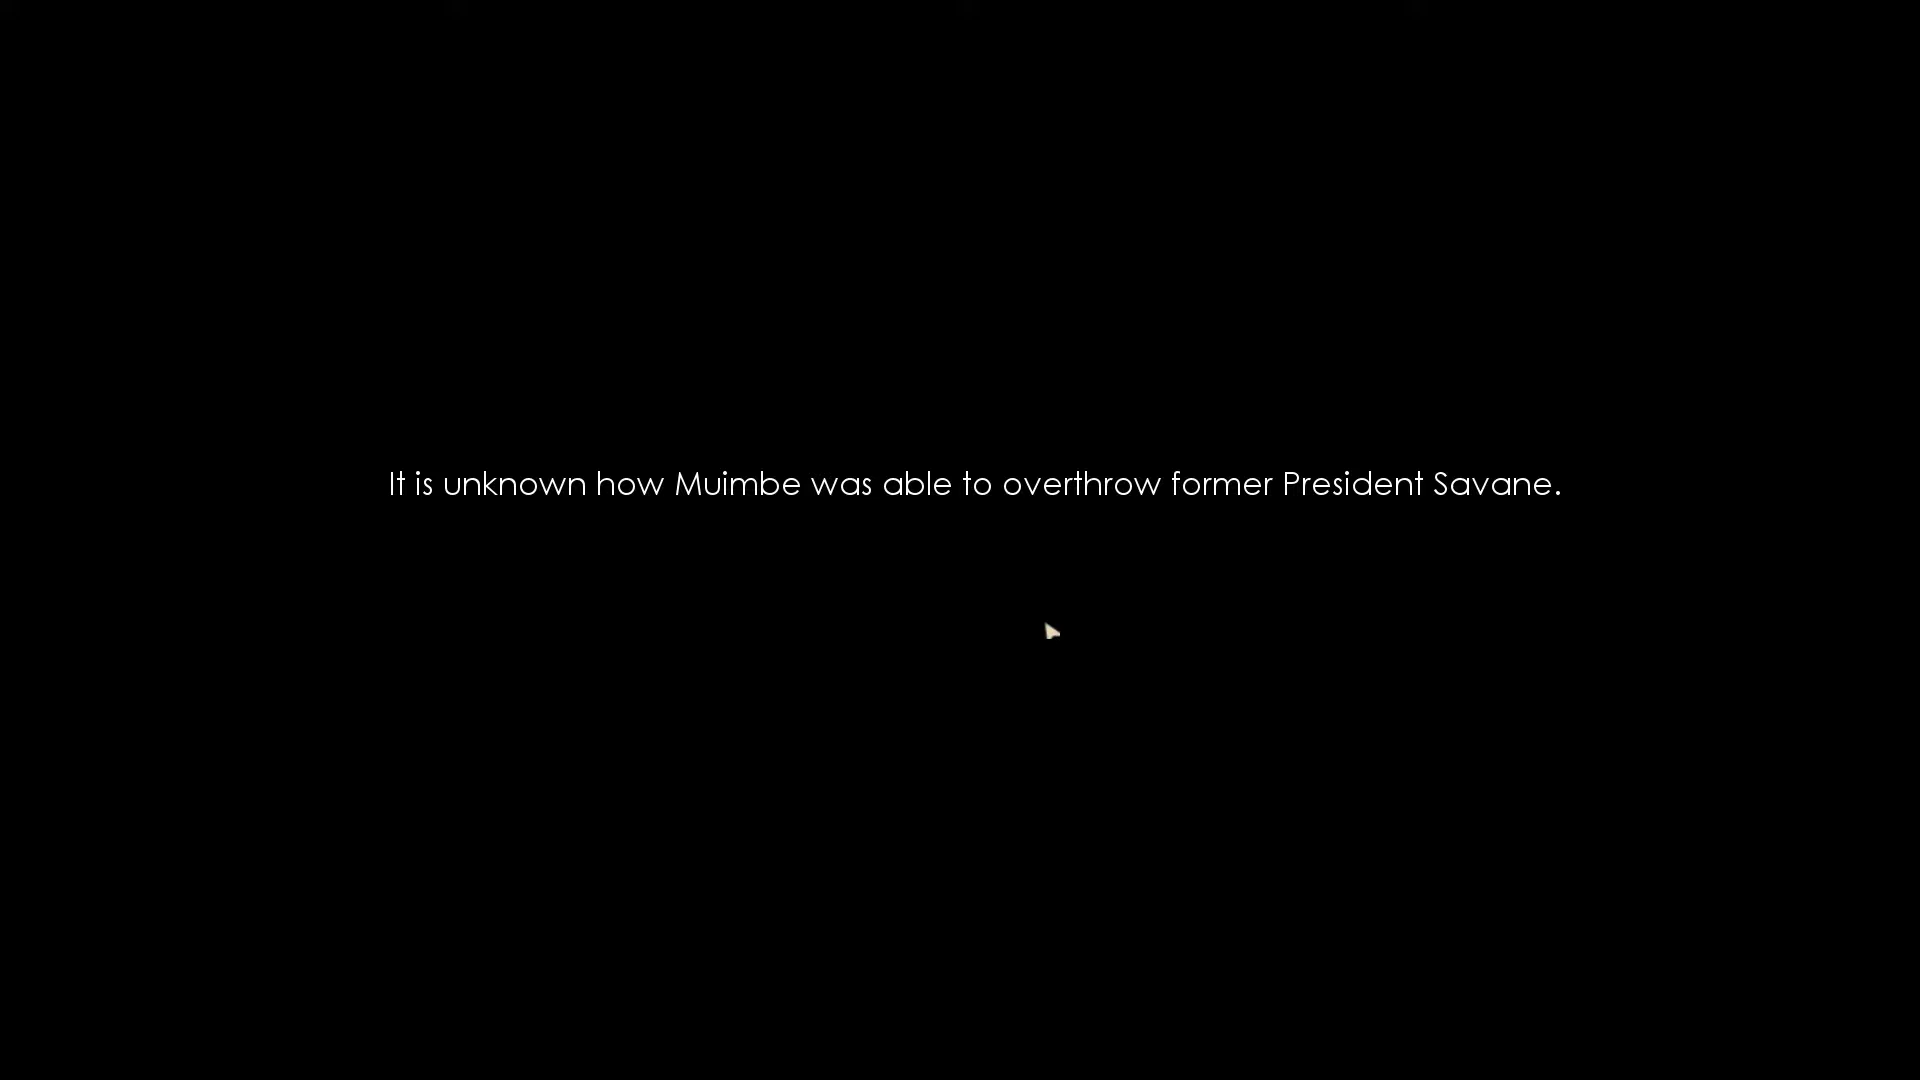 It is unknown how Muimbe was able to overthrow former President Savane.